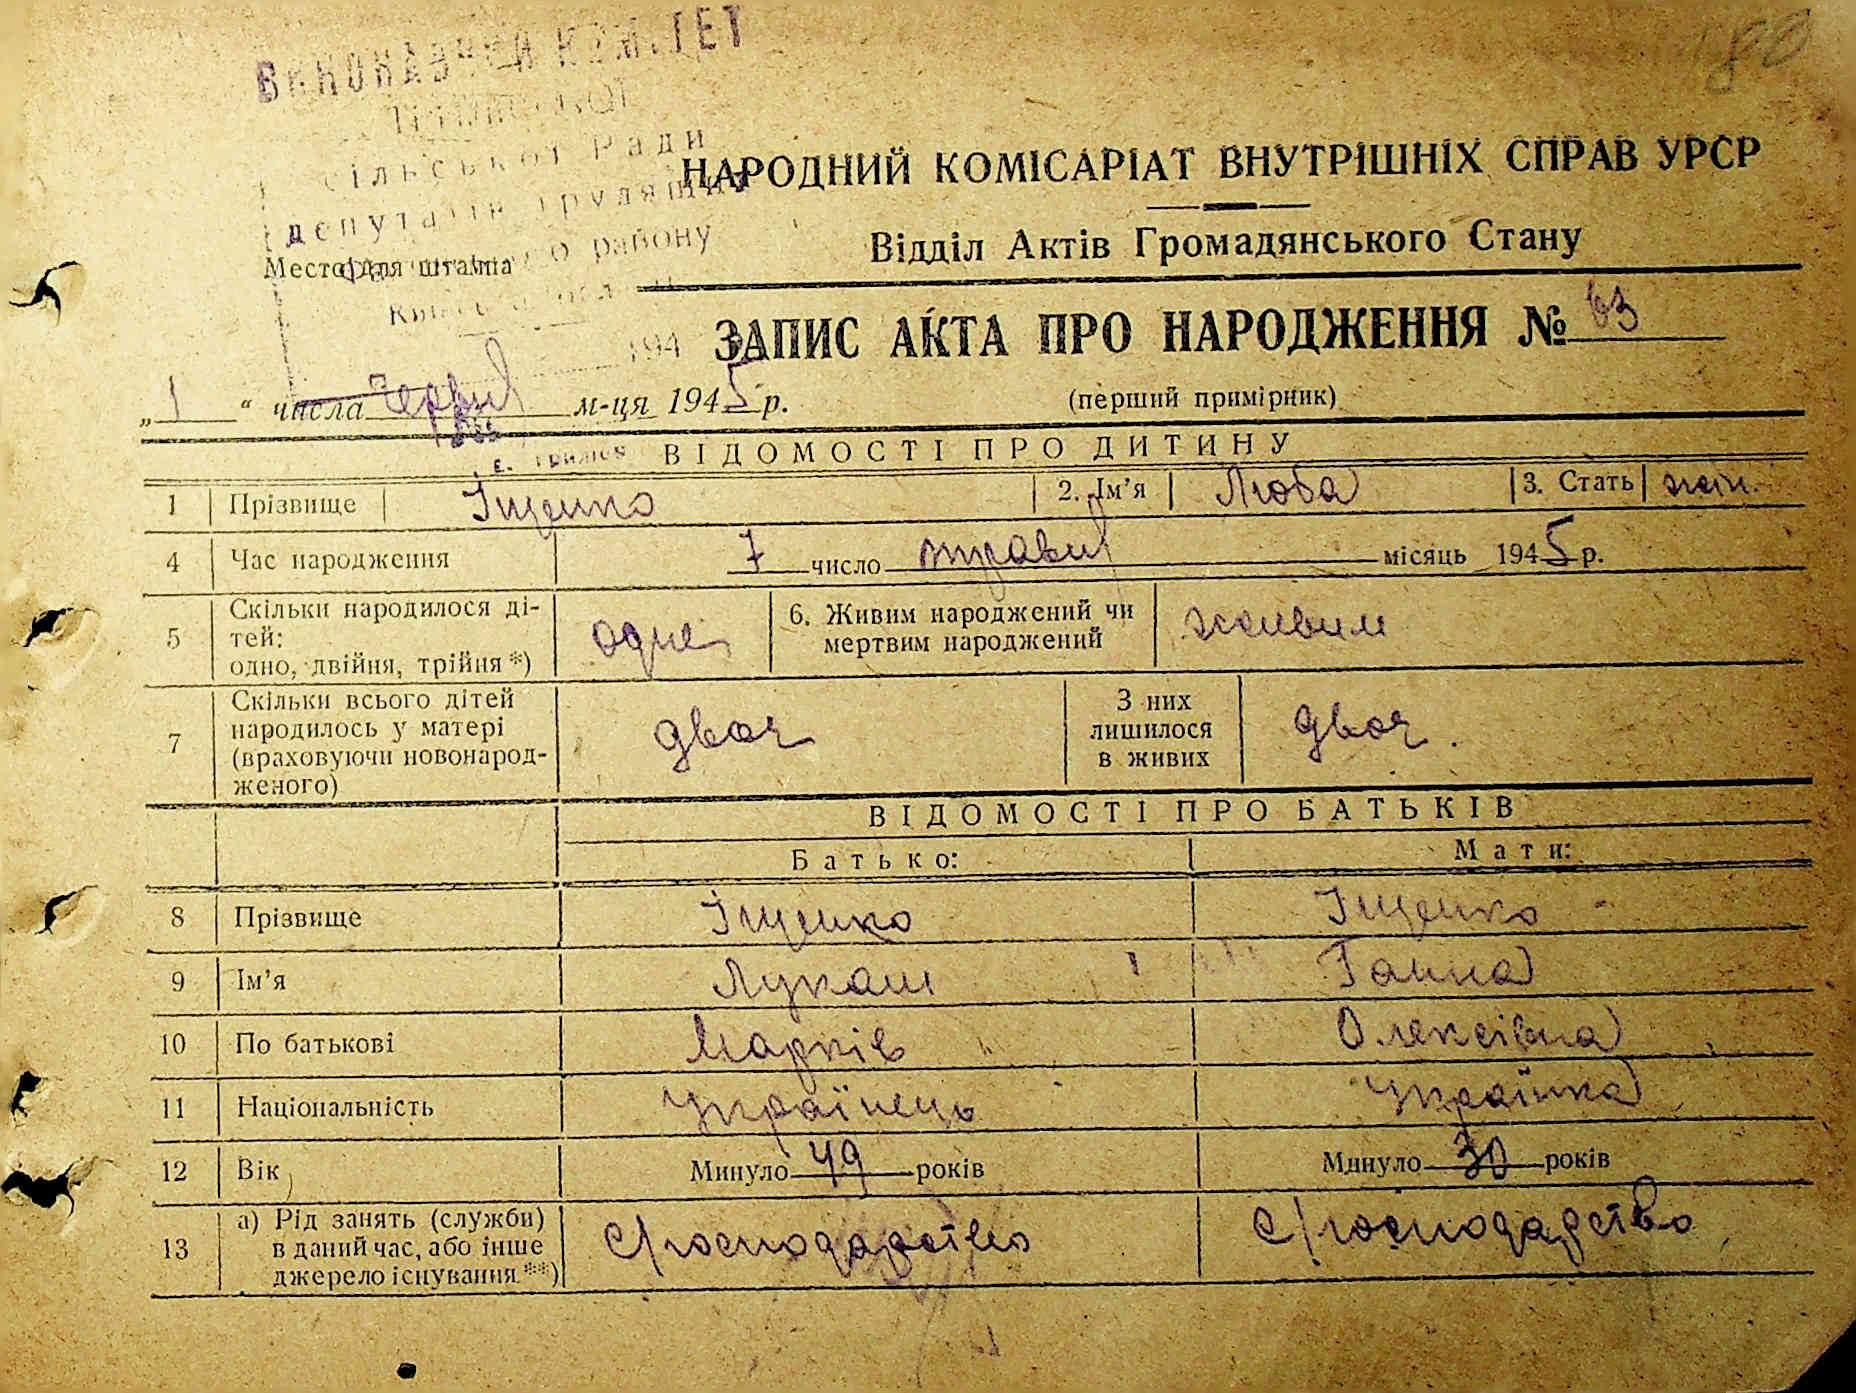 ВИКОНАВЧИЙ КОМІТЕТ
сільської Ради
депутатів трудящих
району
194
Место для штампа
180
НАРОДНИЙ КОМІСАРІАТ ВНУТРІШНІХ СПРАВ УРСР
Відділ Актів Громадянського Стану
ЗАПИС АКТА ПРО НАРОДЖЕННЯ № 63
„ 1 “ числа червня м-ця 1945 р. (перший примірник)
ВІДОМОСТІ ПРО ДИТИНУ
1 Прізвище Іщенко 2. Ім’я Люба 3. Стать жін.
4 Час народження 7 число травня місяць 1945 р.
5 Скільки народилося ді-
тей:
одно, двійня, трійня *) одне 6. Живим народжений чи
мертвим народжений живим
7 Скільки всього дітей
народилось у матері
(враховуючи новонарод-
женого) двоє З них
лишилося
в живих двоє.
ВІДОМОСТІ ПРО БАТЬКІВ
Батько: Мати:
8 Прізвище Іщенко Іщенко
9 Ім’я Лукаш Ганна
10 По батькові Марків Олексіївна
11 Національність Українець Українка
12 Вік Минуло 49 років Минуло 30 років
13 а) Рід занять (служби)
в даний час, або інше
джерело існування **) с/господарство с/господарство